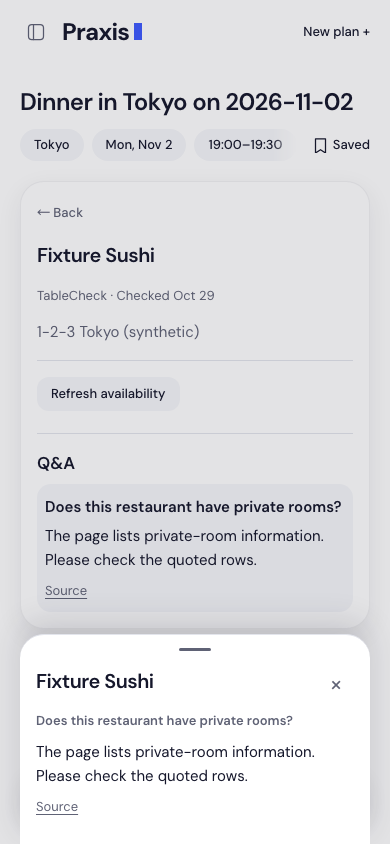 Praxis
New plan +
Dinner in Tokyo on 2026-11-02
Tokyo
Mon, Nov 2
19:00–19:30
Saved
← Back
Fixture Sushi
TableCheck · Checked Oct 29
1-2-3 Tokyo (synthetic)
Refresh availability
Q&A
Does this restaurant have private rooms?
The page lists private-room information.
Please check the quoted rows.
Source
Fixture Sushi
×
Does this restaurant have private rooms?
The page lists private-room information.
Please check the quoted rows.
Source